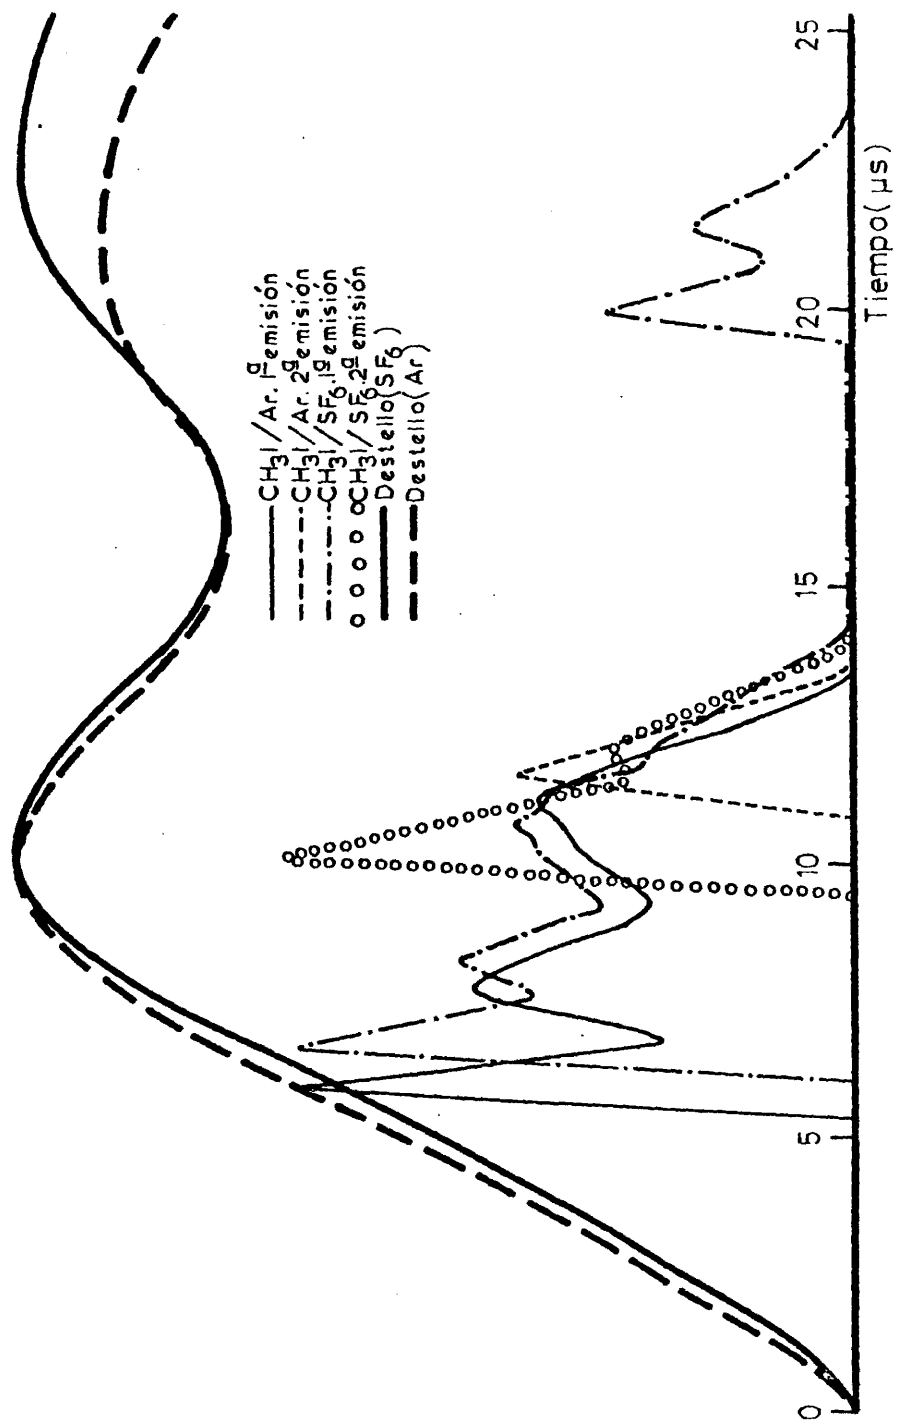 CH3I/Ar.1ª emisión
CH3I/Ar. 2ª emisión
CH3I/SF6.1ª emisión
CH3I/SF6.2ª emisión
Destello(SF6)
Destello(Ar)
0 5 10 15 20 25
Tiempo(µs)